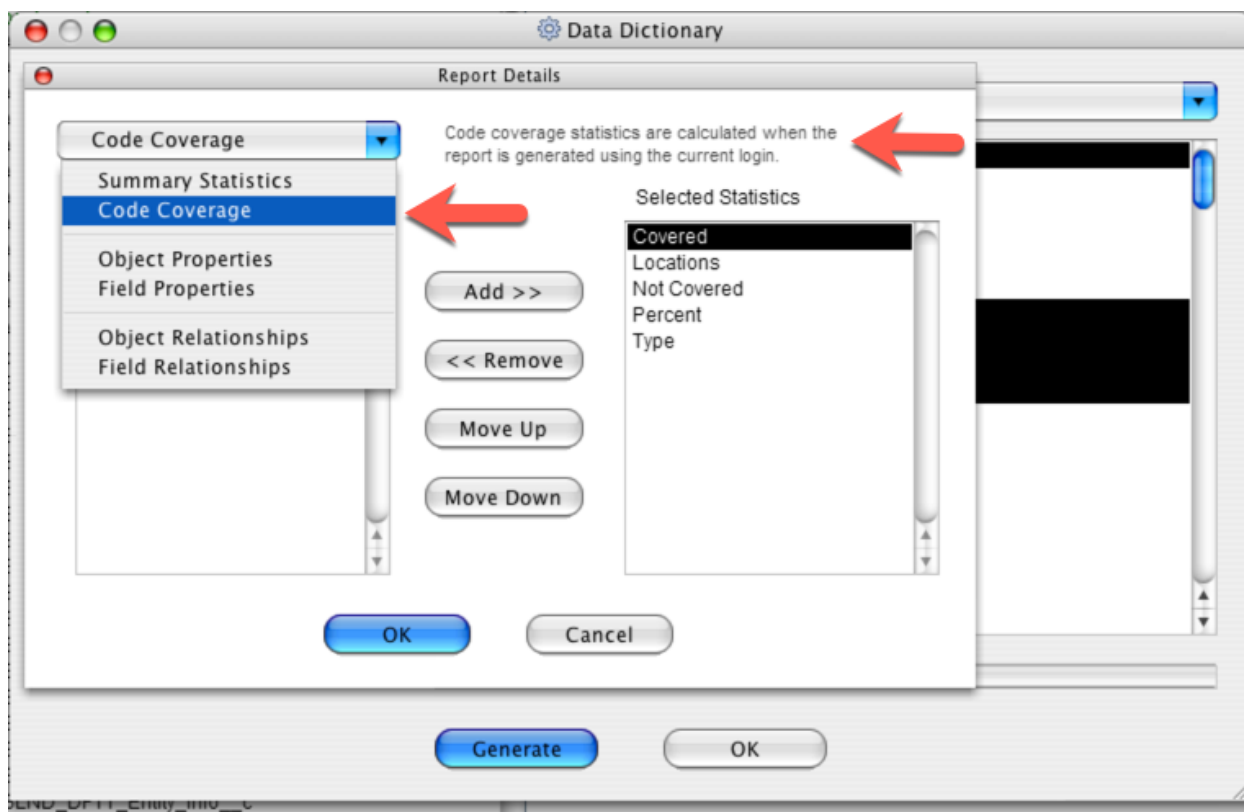 Data Dictionary
Report Details
Code Coverage
Code coverage statistics are calculated when the
report is generated using the current login.
Summary Statistics
Code Coverage
Object Properties
Field Properties
Object Relationships
Field Relationships
Add >>
<< Remove
Move Up
Move Down
Selected Statistics
Covered
Locations
Not Covered
Percent
Type
OK
Cancel
Generate
OK